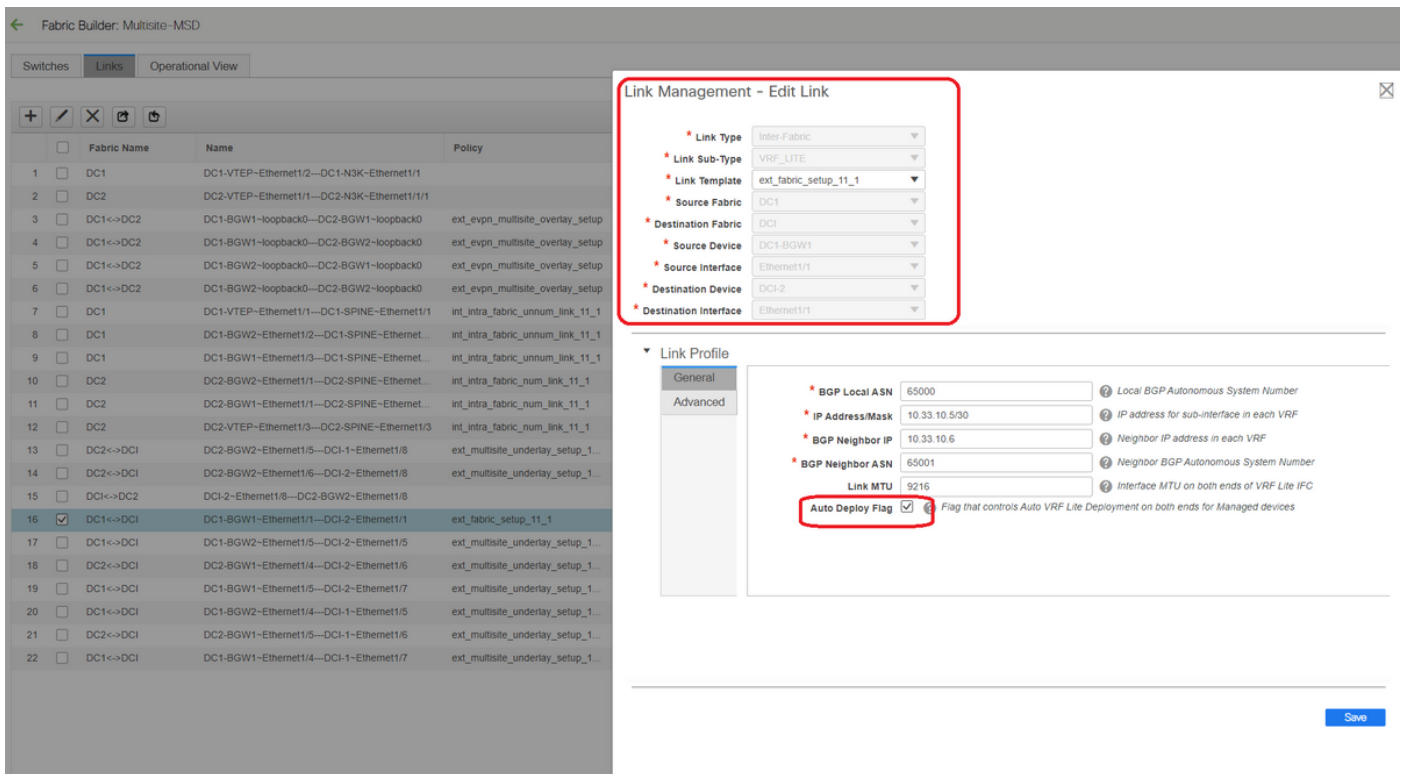 Fabric Builder: Multisite-MSD
Switches Links Operational View
Fabric Name Name Policy
1 DC1 DC1-VTEP~Ethernet1/2---DC1-N3K~Ethernet1/1
2 DC2 DC2-VTEP~Ethernet1/1---DC2-N3K~Ethernet1/1/1
3 DC1<->DC2 DC1-BGW1~loopback0---DC2-BGW1~loopback0 ext_evpn_multisite_overlay_setup
4 DC1<->DC2 DC1-BGW1~loopback0---DC2-BGW2~loopback0 ext_evpn_multisite_overlay_setup
5 DC1<->DC2 DC1-BGW2~loopback0---DC2-BGW1~loopback0 ext_evpn_multisite_overlay_setup
6 DC1<->DC2 DC1-BGW2~loopback0---DC2-BGW2~loopback0 ext_evpn_multisite_overlay_setup
7 DC1 DC1-VTEP~Ethernet1/1---DC1-SPINE~Ethernet1/1 int_intra_fabric_unnum_link_11_1
8 DC1 DC1-BGW2~Ethernet1/2---DC1-SPINE~Ethernet... int_intra_fabric_unnum_link_11_1
9 DC1 DC1-BGW1~Ethernet1/3---DC1-SPINE~Ethernet... int_intra_fabric_unnum_link_11_1
10 DC2 DC2-BGW2~Ethernet1/1---DC2-SPINE~Ethernet... int_intra_fabric_num_link_11_1
11 DC2 DC2-BGW1~Ethernet1/1---DC2-SPINE~Ethernet... int_intra_fabric_num_link_11_1
12 DC2 DC2-VTEP~Ethernet1/3---DC2-SPINE~Ethernet1/3 int_intra_fabric_num_link_11_1
13 DC2<->DCI DC2-BGW2~Ethernet1/5---DCI-1~Ethernet1/8 ext_multisite_underlay_setup_1...
14 DC2<->DCI DC2-BGW2~Ethernet1/6---DCI-2~Ethernet1/8 ext_multisite_underlay_setup_1...
15 DCI<->DC2 DCI-2~Ethernet1/8---DC2-BGW2~Ethernet1/8
16 DC1<->DCI DC1-BGW1~Ethernet1/1---DCI-2~Ethernet1/1 ext_fabric_setup_11_1
17 DC1<->DCI DC1-BGW2~Ethernet1/5---DCI-2~Ethernet1/5 ext_multisite_underlay_setup_1...
18 DC2<->DCI DC2-BGW1~Ethernet1/4---DCI-2~Ethernet1/6 ext_multisite_underlay_setup_1...
19 DC1<->DCI DC1-BGW1~Ethernet1/5---DCI-2~Ethernet1/7 ext_multisite_underlay_setup_1...
20 DC1<->DCI DC1-BGW2~Ethernet1/4---DCI-1~Ethernet1/5 ext_multisite_underlay_setup_1...
21 DC2<->DCI DC2-BGW1~Ethernet1/5---DCI-1~Ethernet1/6 ext_multisite_underlay_setup_1...
22 DC1<->DCI DC1-BGW1~Ethernet1/4---DCI-1~Ethernet1/7 ext_multisite_underlay_setup_1...
Link Management - Edit Link
* Link Type Inter-Fabric
* Link Sub-Type VRF_LITE
* Link Template ext_fabric_setup_11_1
* Source Fabric DC1
* Destination Fabric DCI
* Source Device DC1-BGW1
* Source Interface Ethernet1/1
* Destination Device DCI-2
* Destination Interface Ethernet1/1
Link Profile
General
Advanced
* BGP Local ASN 65000 Local BGP Autonomous System Number
* IP Address/Mask 10.33.10.5/30 IP address for sub-interface in each VRF
* BGP Neighbor IP 10.33.10.6 Neighbor IP address in each VRF
* BGP Neighbor ASN 65001 Neighbor BGP Autonomous System Number
Link MTU 9216 Interface MTU on both ends of VRF Lite IFC
Auto Deploy Flag Flag that controls Auto VRF Lite Deployment on both ends for Managed devices
Save